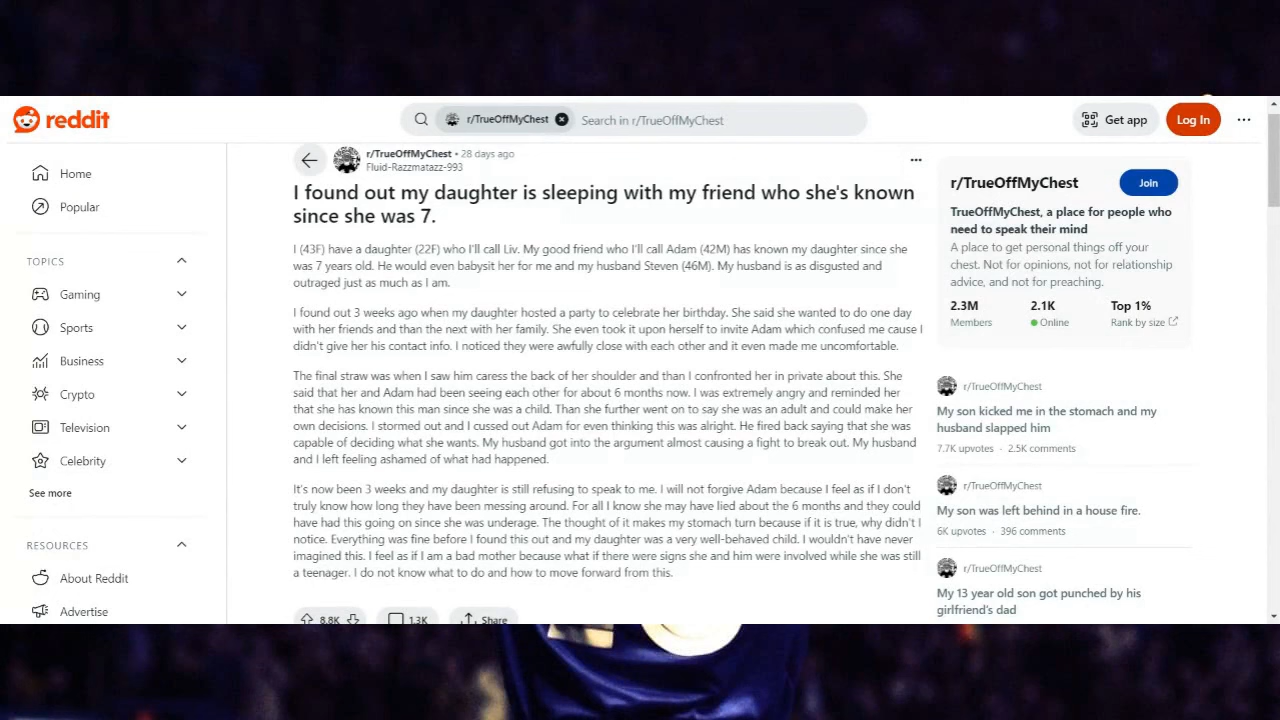 reddit
r/TrueOffMyChest
Search in r/TrueOffMyChest
Get app
Log In
Home
Popular
TOPICS
Gaming
Sports
Business
Crypto
Television
Celebrity
See more
RESOURCES
About Reddit
Advertise
r/TrueOffMyChest • 28 days ago
Fluid-Razzmatazz-993
I found out my daughter is sleeping with my friend who she's known
since she was 7.
I (43F) have a daughter (22F) who I'll call Liv. My good friend who I'll call Adam (42M) has known my daughter since she
was 7 years old. He would even babysit her for me and my husband Steven (46M). My husband is as disgusted and
outraged just as much as I am.
I found out 3 weeks ago when my daughter hosted a party to celebrate her birthday. She said she wanted to do one day
with her friends and than the next with her family. She even took it upon herself to invite Adam which confused me cause I
didn't give her his contact info. I noticed they were awfully close with each other and it even made me uncomfortable.
The final straw was when I saw him caress the back of her shoulder and than I confronted her in private about this. She
said that her and Adam had been seeing each other for about 6 months now. I was extremely angry and reminded her
that she has known this man since she was a child. Than she further went on to say she was an adult and could make her
own decisions. I stormed out and I cussed out Adam for even thinking this was alright. He fired back saying that she was
capable of deciding what she wants. My husband got into the argument almost causing a fight to break out. My husband
and I left feeling ashamed of what had happened.
It's now been 3 weeks and my daughter is still refusing to speak to me. I will not forgive Adam because I feel as if I don't
truly know how long they have been messing around. For all I know she may have lied about the 6 months and they could
have had this going on since she was underage. The thought of it makes my stomach turn because if it is true, why didn't I
notice. Everything was fine before I found this out and my daughter was a very well-behaved child. I wouldn't have never
imagined this. I feel as if I am a bad mother because what if there were signs she and him were involved while she was still
a teenager. I do not know what to do and how to move forward from this.
8.8K
1.3K
Share
r/TrueOffMyChest
Join
TrueOffMyChest, a place for people who
need to speak their mind
A place to get personal things off your
chest. Not for opinions, not for relationship
advice, and not for preaching.
2.3M
2.1K
Top 1%
Members
Online
Rank by size
r/TrueOffMyChest
My son kicked me in the stomach and my
husband slapped him
7.7K upvotes · 2.5K comments
r/TrueOffMyChest
My son was left behind in a house fire.
6K upvotes · 396 comments
r/TrueOffMyChest
My 13 year old son got punched by his
girlfriend's dad